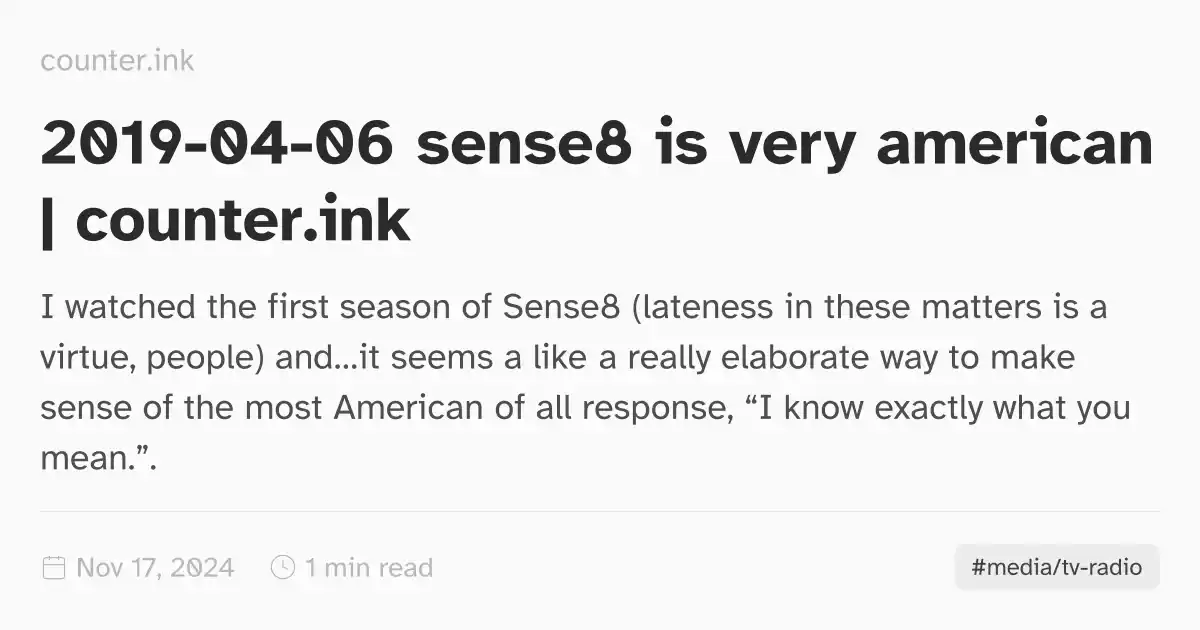 counter.ink
2019-04-06 sense8 is very american
| counter.ink
I watched the first season of Sense8 (lateness in these matters is a
virtue, people) and...it seems a like a really elaborate way to make
sense of the most American of all response, “I know exactly what you
mean.”.
Nov 17, 2024 1 min read #media/tv-radio